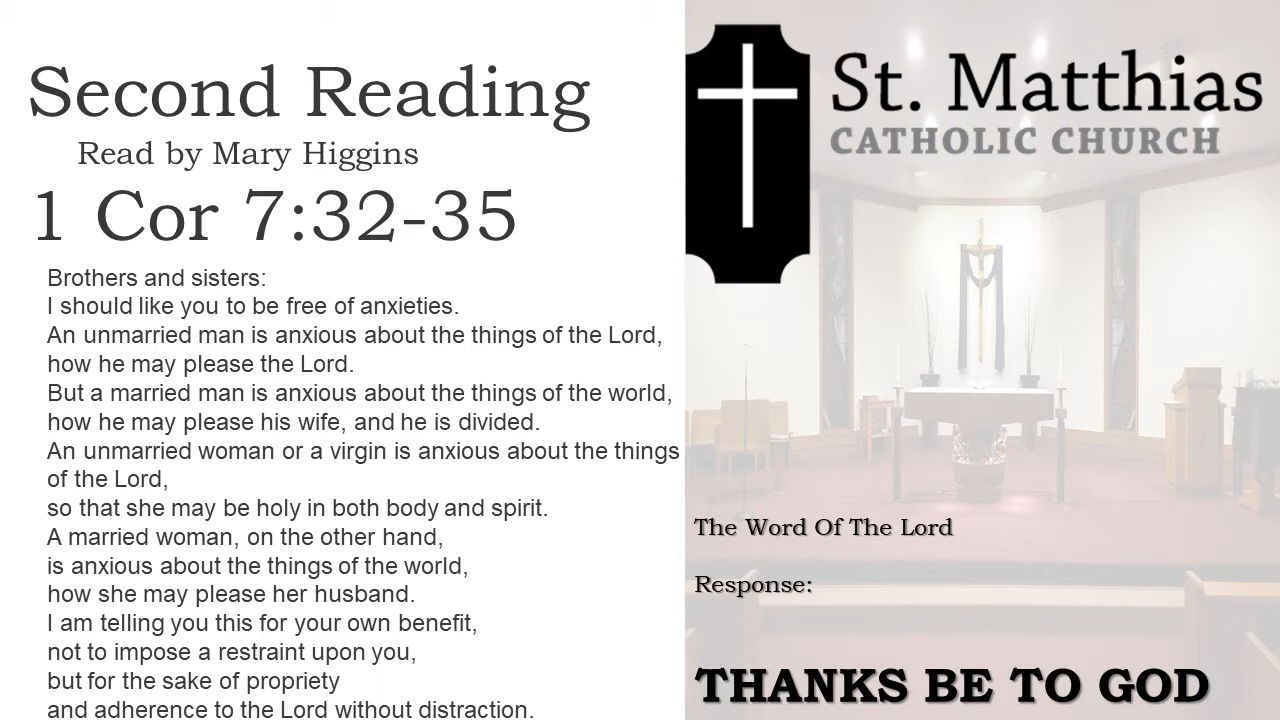 Second Reading
Read by Mary Higgins
1 Cor 7:32-35
Brothers and sisters:
I should like you to be free of anxieties.
An unmarried man is anxious about the things of the Lord,
how he may please the Lord.
But a married man is anxious about the things of the world,
how he may please his wife, and he is divided.
An unmarried woman or a virgin is anxious about the things
of the Lord,
so that she may be holy in both body and spirit.
A married woman, on the other hand,
is anxious about the things of the world,
how she may please her husband.
I am telling you this for your own benefit,
not to impose a restraint upon you,
but for the sake of propriety
and adherence to the Lord without distraction.
St. Matthias
CATHOLIC CHURCH
The Word Of The Lord
Response:
THANKS BE TO GOD